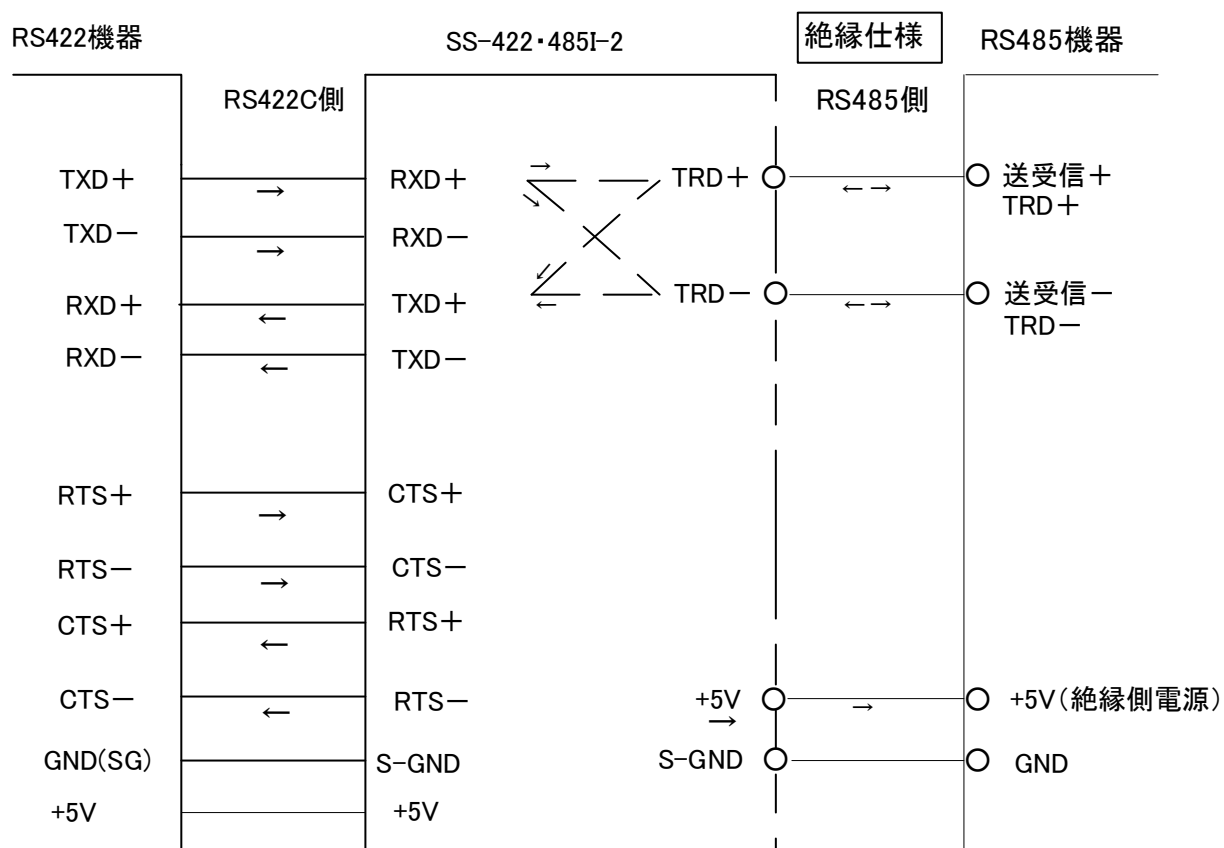 RS422機器
SS-422・485I-2
絶縁仕様
RS485機器
RS422C側
RS485側
TXD+
→
RXD+
→
↘
TRD+
←→
送受信+
TRD+
TXD−
→
RXD−
RXD+
←
TXD+
↙
←
TRD−
←→
送受信−
TRD−
RXD−
←
TXD−
RTS+
→
CTS+
RTS−
→
CTS−
CTS+
←
RTS+
CTS−
←
RTS−
+5V
→
→
+5V(絶縁側電源)
GND(SG)
S-GND
S-GND
GND
+5V
+5V